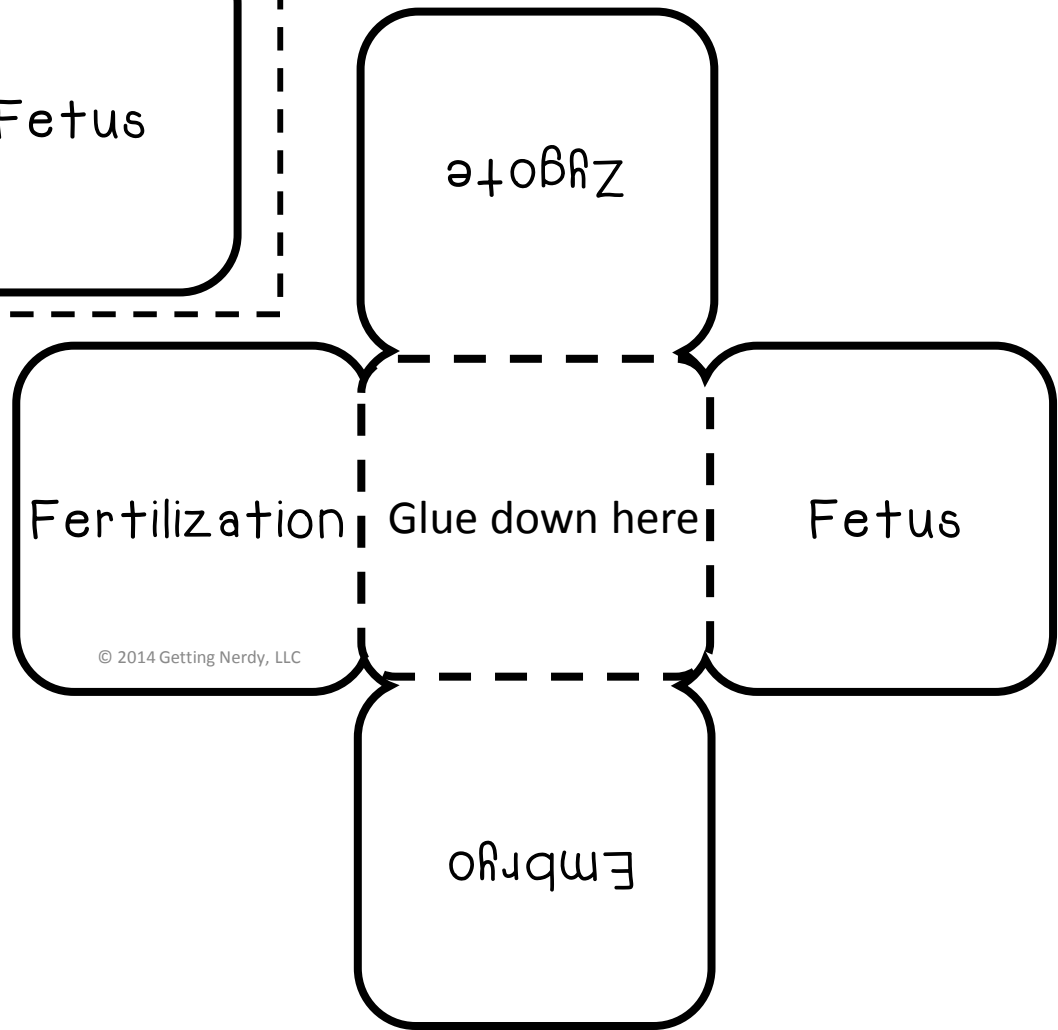 Fetus
Zygote
Fertilization
Glue down here
Fetus
© 2014 Getting Nerdy, LLC
Embryo